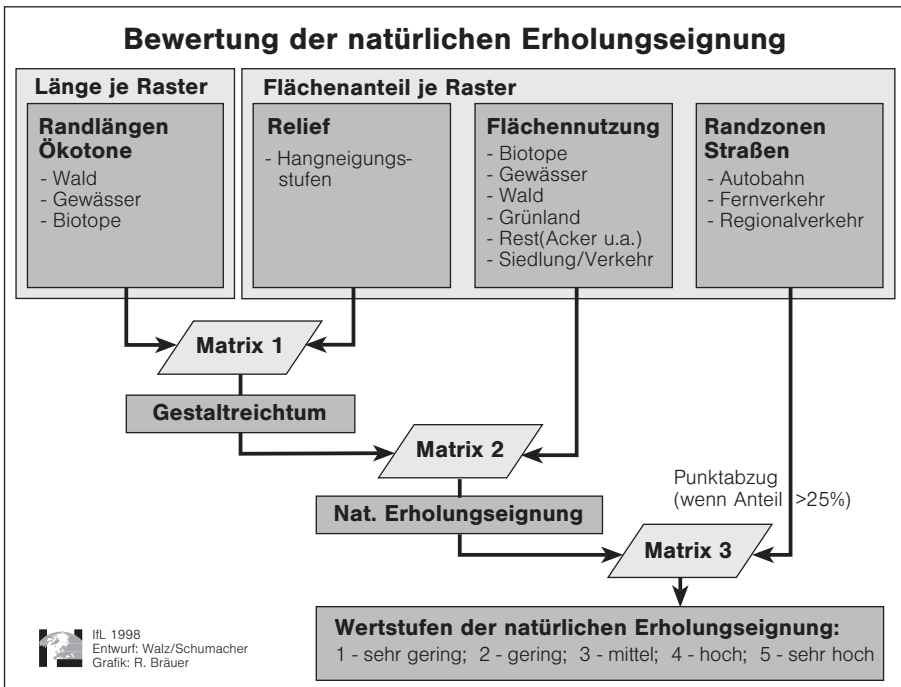 Bewertung der natürlichen Erholungseignung
Länge je Raster
Randlängen
Ökotone
- Wald
- Gewässer
- Biotope
Flächenanteil je Raster
Relief
- Hangneigungs-
stufen
Flächennutzung
- Biotope
- Gewässer
- Wald
- Grünland
- Rest(Acker u.a.)
- Siedlung/Verkehr
Randzonen
Straßen
- Autobahn
- Fernverkehr
- Regionalverkehr
Matrix 1
Gestaltreichtum
Matrix 2
Nat. Erholungseignung
Punktabzug
(wenn Anteil >25%)
Matrix 3
Wertstufen der natürlichen Erholungseignung:
1 - sehr gering; 2 - gering; 3 - mittel; 4 - hoch; 5 - sehr hoch
IfL 1998
Entwurf: Walz/Schumacher
Grafik: R. Bräuer